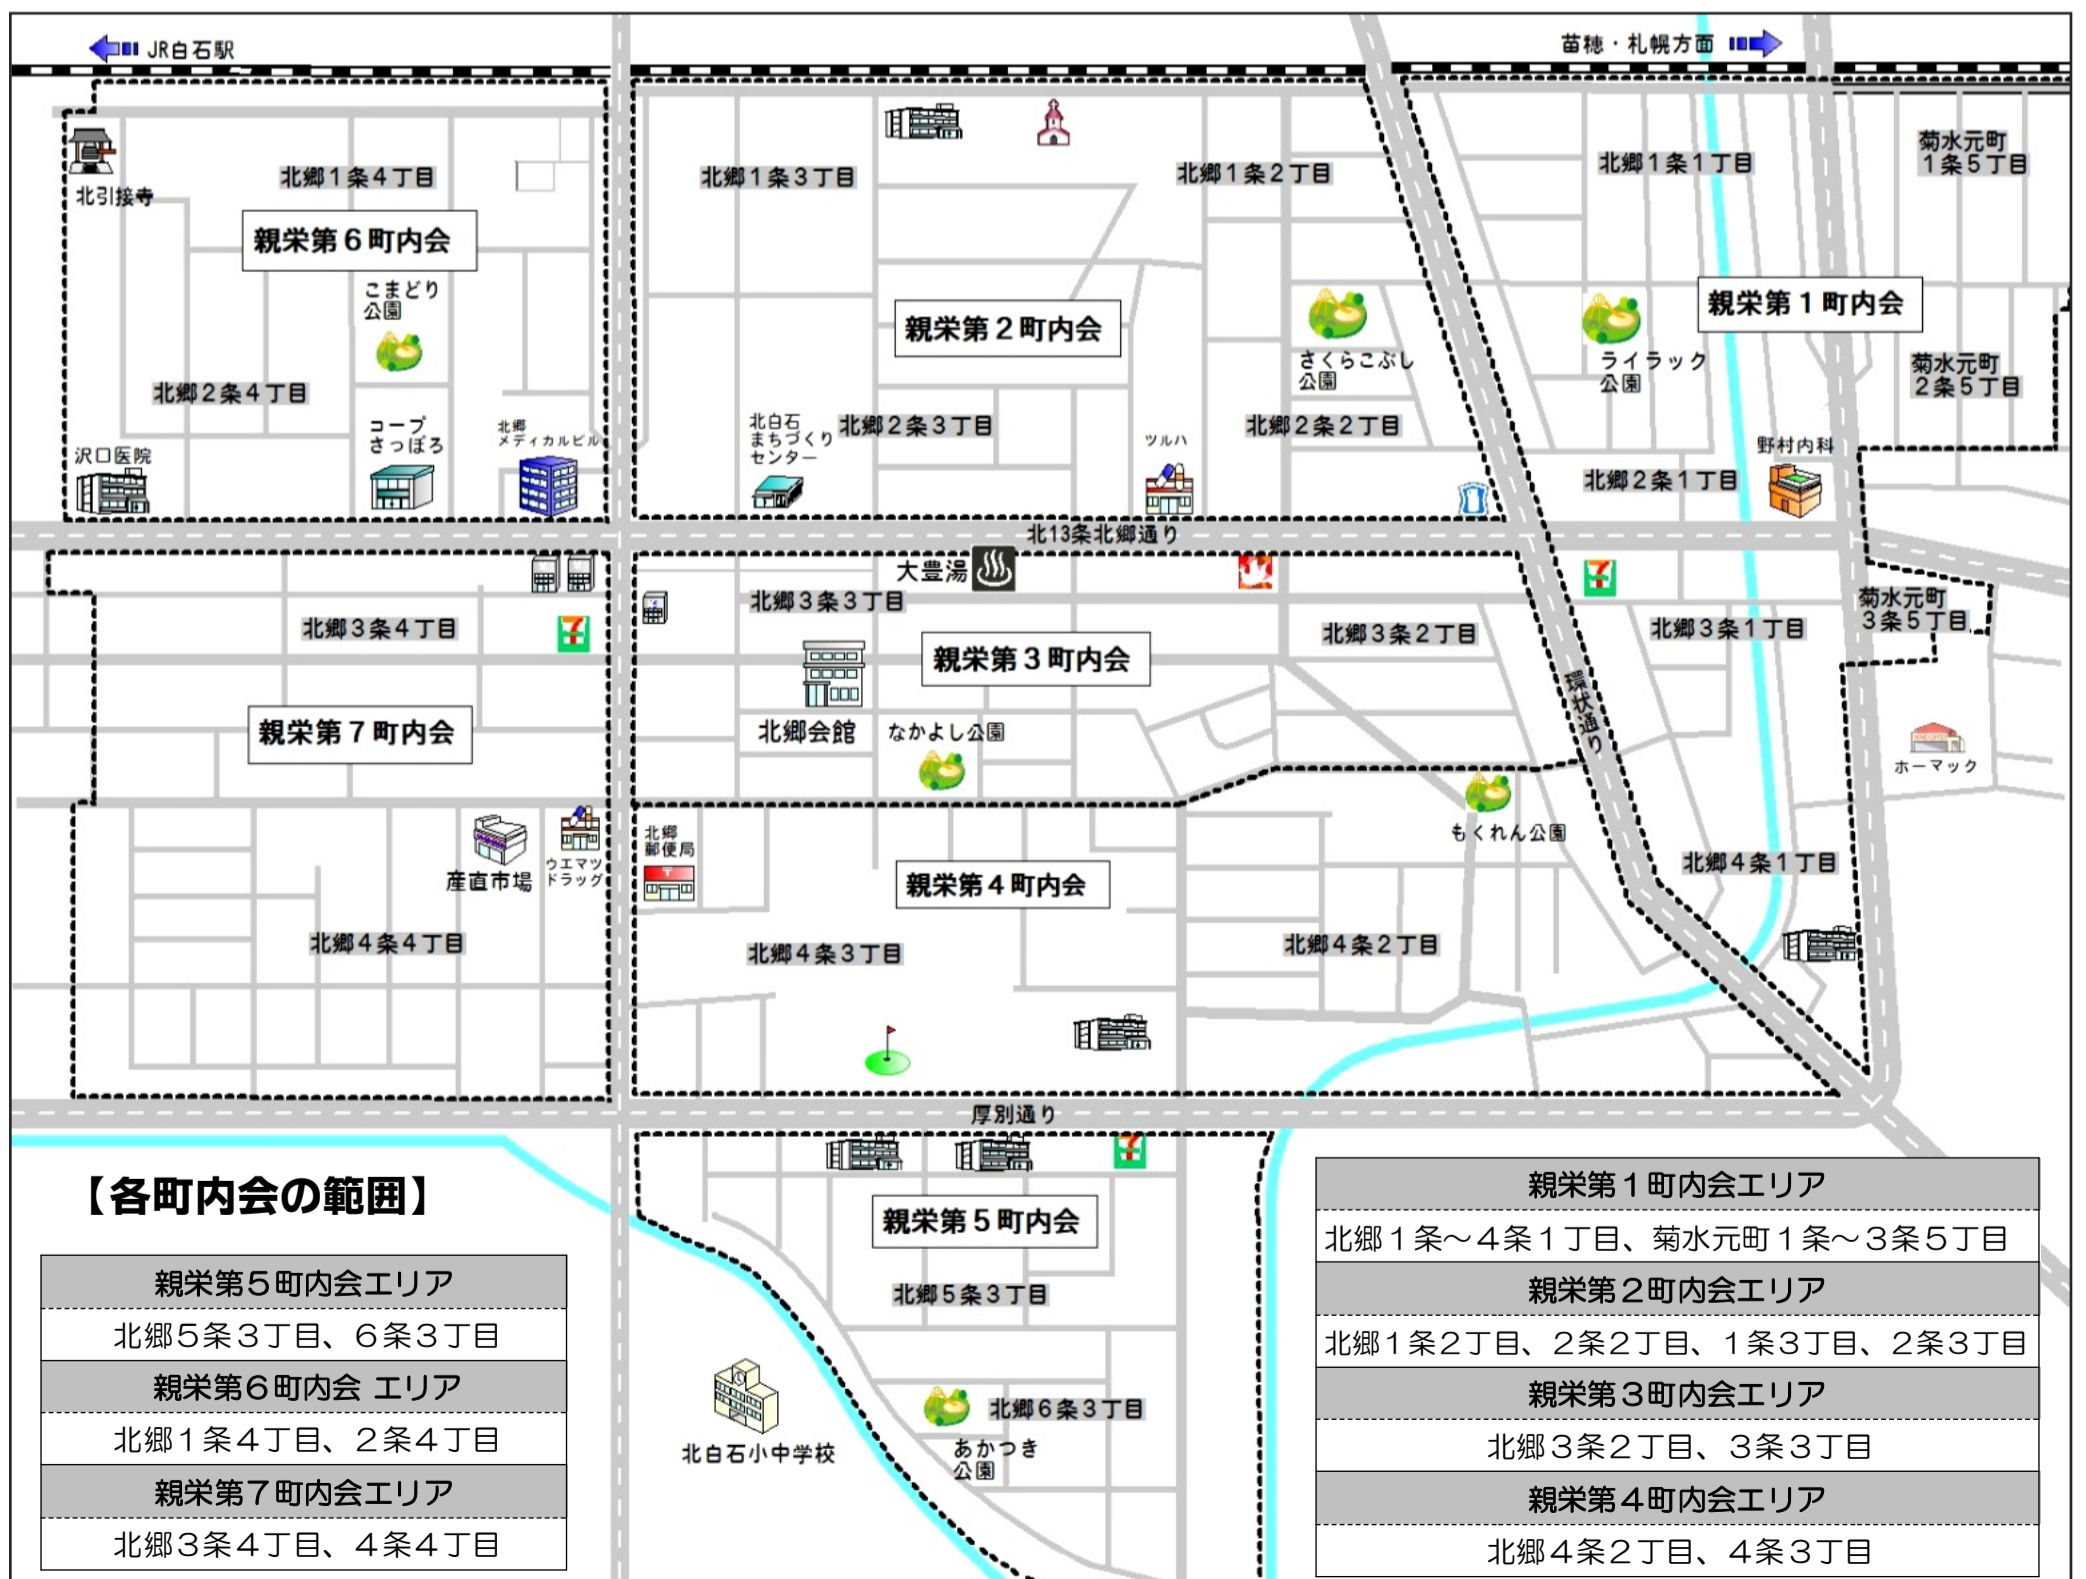 JR白石駅
苗穂・札幌方面
北引接寺
北郷1条4丁目
親栄第6町内会
こまどり
公園
北郷2条4丁目
沢口医院
コープ
さっぽろ
北郷
メディカルビル
北郷1条3丁目
北郷1条2丁目
親栄第2町内会
さくらこぶし
公園
北白石
まちづくり
センター
北郷2条3丁目
ツルハ
北郷2条2丁目
北郷1条1丁目
菊水元町
1条5丁目
親栄第1町内会
ライラック
公園
菊水元町
2条5丁目
野村内科
北郷2条1丁目
北13条北郷通り
北郷3条4丁目
7
親栄第7町内会
産直市場
ウエマツ
ドラッグ
北郷4条4丁目
大豊湯
北郷3条3丁目
親栄第3町内会
北郷3条2丁目
北郷会館
なかよし公園
環状通り
7
菊水元町
3条5丁目
北郷3条1丁目
ホーマック
北郷4条1丁目
北郷
郵便局
〒
親栄第4町内会
もくれん公園
北郷4条3丁目
北郷4条2丁目
厚別通り
7
親栄第5町内会
北郷5条3丁目
北郷6条3丁目
あかつき
公園
北白石小中学校
【各町内会の範囲】
親栄第5町内会エリア
北郷5条3丁目、6条3丁目
親栄第6町内会 エリア
北郷1条4丁目、2条4丁目
親栄第7町内会エリア
北郷3条4丁目、4条4丁目
親栄第1町内会エリア
北郷1条～4条1丁目、菊水元町1条～3条5丁目
親栄第2町内会エリア
北郷1条2丁目、2条2丁目、1条3丁目、2条3丁目
親栄第3町内会エリア
北郷3条2丁目、3条3丁目
親栄第4町内会エリア
北郷4条2丁目、4条3丁目